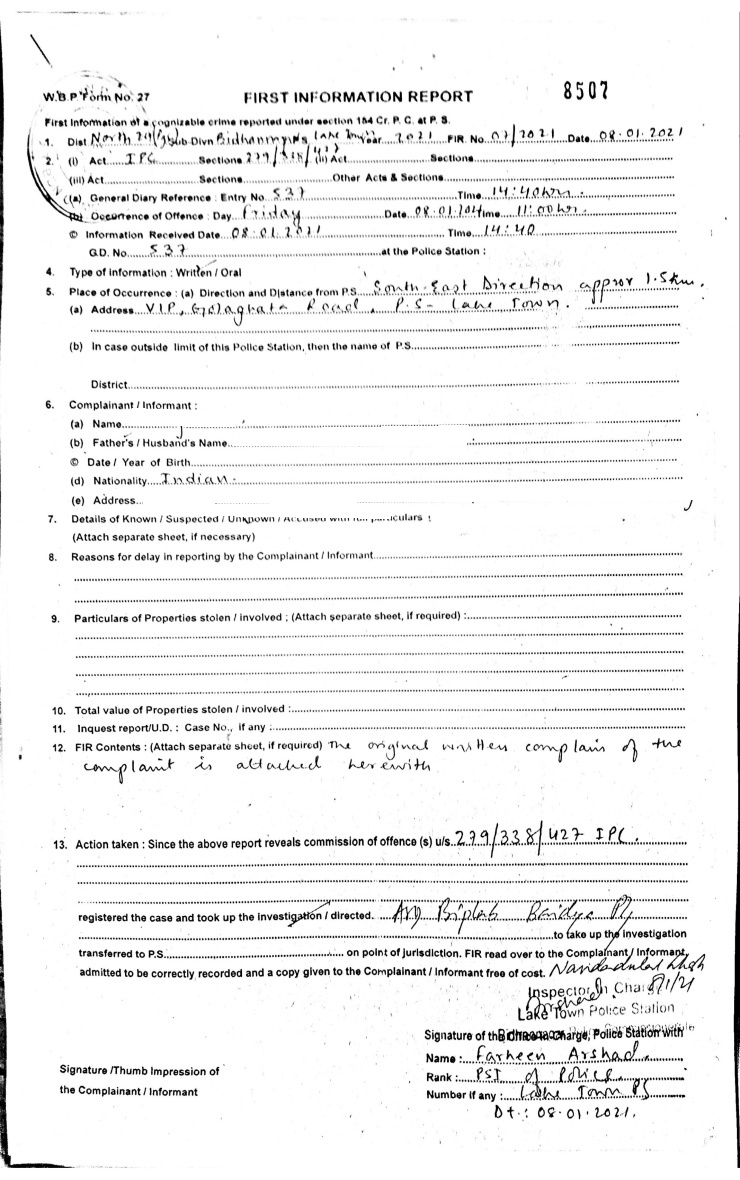 8507
W.B.P Form No. 27 FIRST INFORMATION REPORT
First Information of a cognizable crime reported under section 154 Cr. P. C. at P. S.
1. Dist North 24 Sub Divn Bidhannagar Lake Town Year 2021 FIR. No 07/2021 Date 08.01.2021
2. (i) Act IPC Sections 279/338/427 (ii) Act Sections
(iii) Act Sections Other Acts & Sections
(a) General Diary Reference : Entry No 537 Time 14:40 hrs.
(b) Occurrence of Offence : Day Friday Date 08.01.202 Time 11:00 hr.
© Information Received Date 08.01.2021 Time 14:40
G.D. No. 537 at the Police Station :
4. Type of Information : Written / Oral
5. Place of Occurrence : (a) Direction and Distance from P.S. South-East Direction approx 1.5 km.
(a) Address V.I.P, Golaghata Road, P.S- Lake Town.
(b) In case outside limit of this Police Station, then the name of P.S.
District
6. Complainant / Informant :
(a) Name
(b) Father's / Husband's Name
© Date / Year of Birth
(d) Nationality Indian.
(e) Address
7. Details of Known / Suspected / Unknown / Accused with full particulars :
(Attach separate sheet, if necessary)
8. Reasons for delay in reporting by the Complainant / Informant
9. Particulars of Properties stolen / involved : (Attach separate sheet, if required) :
10. Total value of Properties stolen / involved :
11. Inquest report/U.D. : Case No., if any :
12. FIR Contents : (Attach separate sheet, if required) The original written complain of the
complaint is attached herewith
13. Action taken : Since the above report reveals commission of offence (s) u/s. 279/338/427 IPC.
registered the case and took up the investigation / directed. Biplab Baidya
to take up the investigation
transferred to P.S. on point of jurisdiction. FIR read over to the Complainant / Informant,
admitted to be correctly recorded and a copy given to the Complainant / Informant free of cost. Nandadulal Ghosh
Inspector In Charge 8/1/21
Lake Town Police Station
Signature of the Officer-in-Charge, Police Station with
Name : Farheen Arshad
Signature /Thumb Impression of
the Complainant / Informant
Rank : PSI of Police
Number if any : Lake Town PS
Dt.: 08.01.2021.